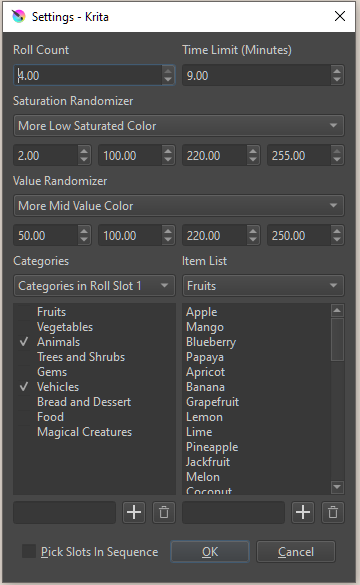 Settings - Krita
Roll Count Time Limit (Minutes)
4.00 9.00
Saturation Randomizer
More Low Saturated Color
2.00 100.00 220.00 255.00
Value Randomizer
More Mid Value Color
50.00 100.00 220.00 250.00
Categories Item List
Categories in Roll Slot 1 Fruits
Fruits Apple
Vegetables Mango
Animals Blueberry
Trees and Shrubs Papaya
Gems Apricot
Vehicles Banana
Bread and Dessert Grapefruit
Food Lemon
Magical Creatures Lime
Pineapple
Jackfruit
Melon
Coconut
Pick Slots In Sequence OK Cancel